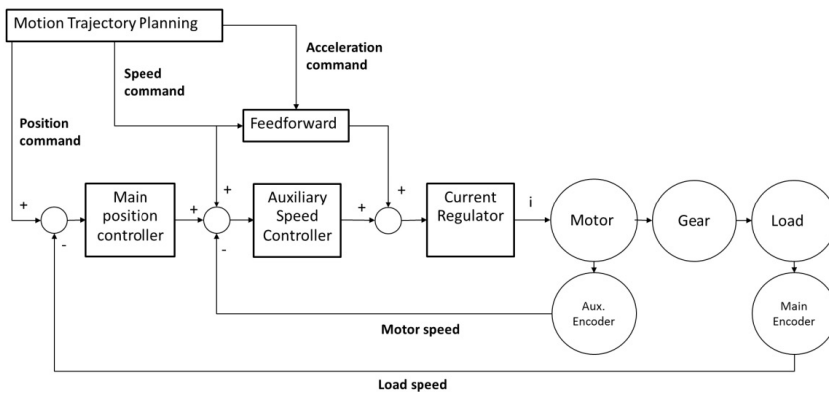 Motion Trajectory Planning
Acceleration
command
Speed
command
Position
command
Feedforward
+
+
+
Main
position
controller
+
Auxiliary
Speed
Controller
+
Current
Regulator
i
Motor
Gear
Load
-
-
Aux.
Encoder
Main
Encoder
Motor speed
Load speed